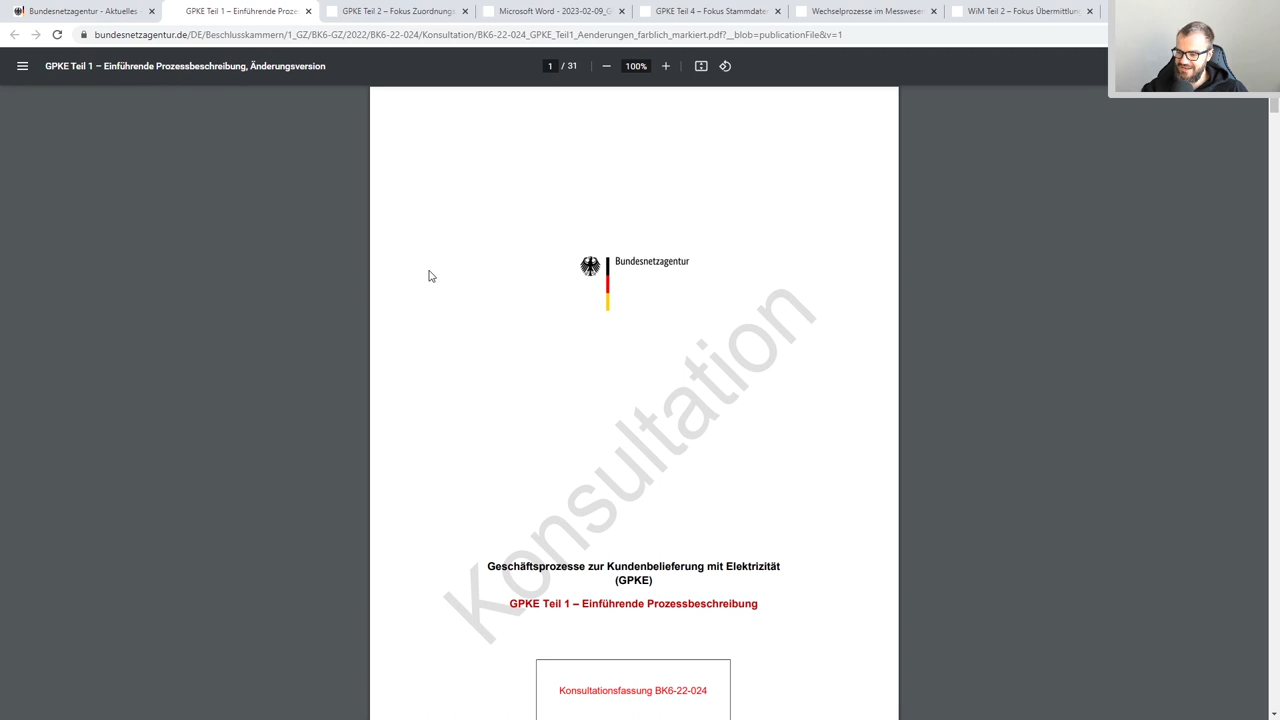 Bundesnetzagentur - Aktuelles
GPKE Teil 1 – Einführende Proze
GPKE Teil 2 – Fokus Zuordnungs
Microsoft Word - 2023-02-09_G
GPKE Teil 4 – Fokus Stammdate
Wechselprozesse im Messwese
WiM Teil 2 – Fokus Übermittlung
bundesnetzagentur.de/DE/Beschlusskammern/1_GZ/BK6-GZ/2022/BK6-22-024/Konsultation/BK6-22-024_GPKE_Teil1_Aenderungen_farblich_markiert.pdf?__blob=publicationFile&v=1
GPKE Teil 1 – Einführende Prozessbeschreibung, Änderungsversion
1 / 31
100%
Bundesnetzagentur
Konsultation
Geschäftsprozesse zur Kundenbelieferung mit Elektrizität
(GPKE)
GPKE Teil 1 – Einführende Prozessbeschreibung
Konsultationsfassung BK6-22-024